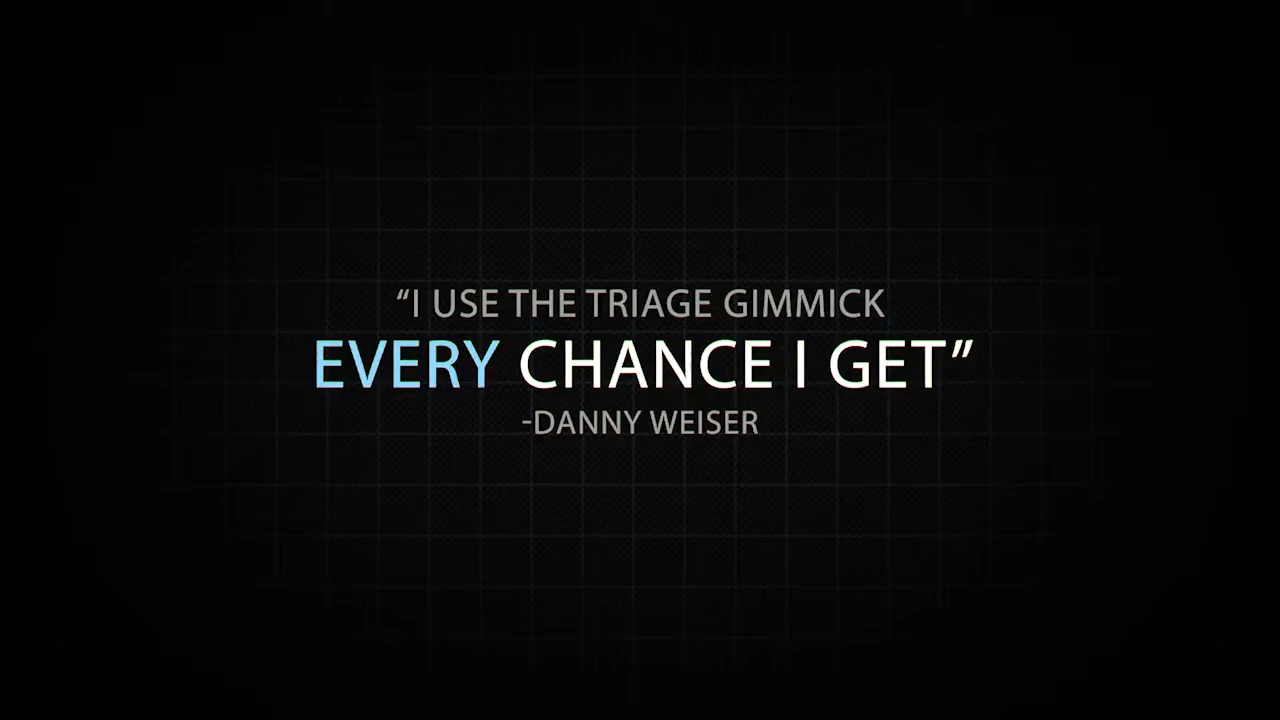 “I USE THE TRIAGE GIMMICK
EVERY CHANCE I GET”
-DANNY WEISER